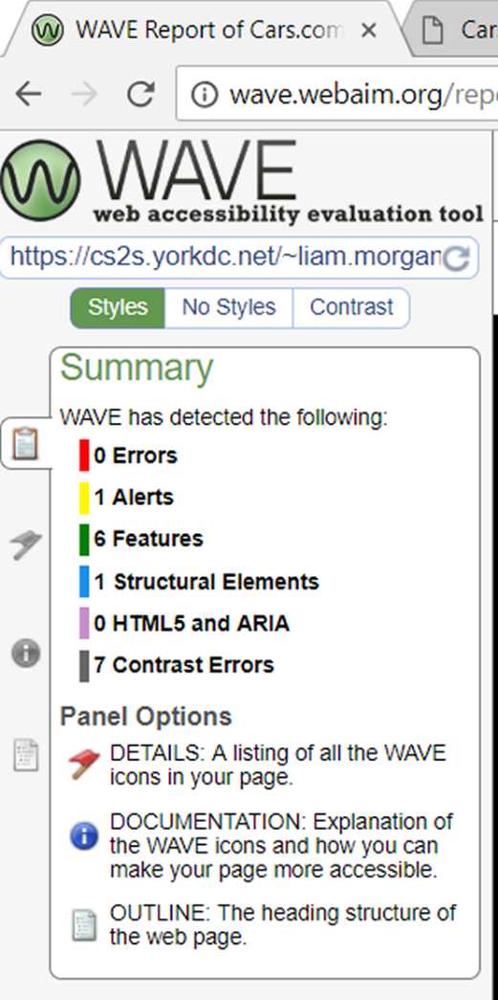 WAVE Report of Cars.com
Car
wave.webaim.org/repo
WAVE
web accessibility evaluation tool
https://cs2s.yorkdc.net/~liam.morgan
Styles
No Styles
Contrast
Summary
WAVE has detected the following:
0 Errors
1 Alerts
6 Features
1 Structural Elements
0 HTML5 and ARIA
7 Contrast Errors
Panel Options
DETAILS: A listing of all the WAVE
icons in your page.
DOCUMENTATION: Explanation of
the WAVE icons and how you can
make your page more accessible.
OUTLINE: The heading structure of
the web page.